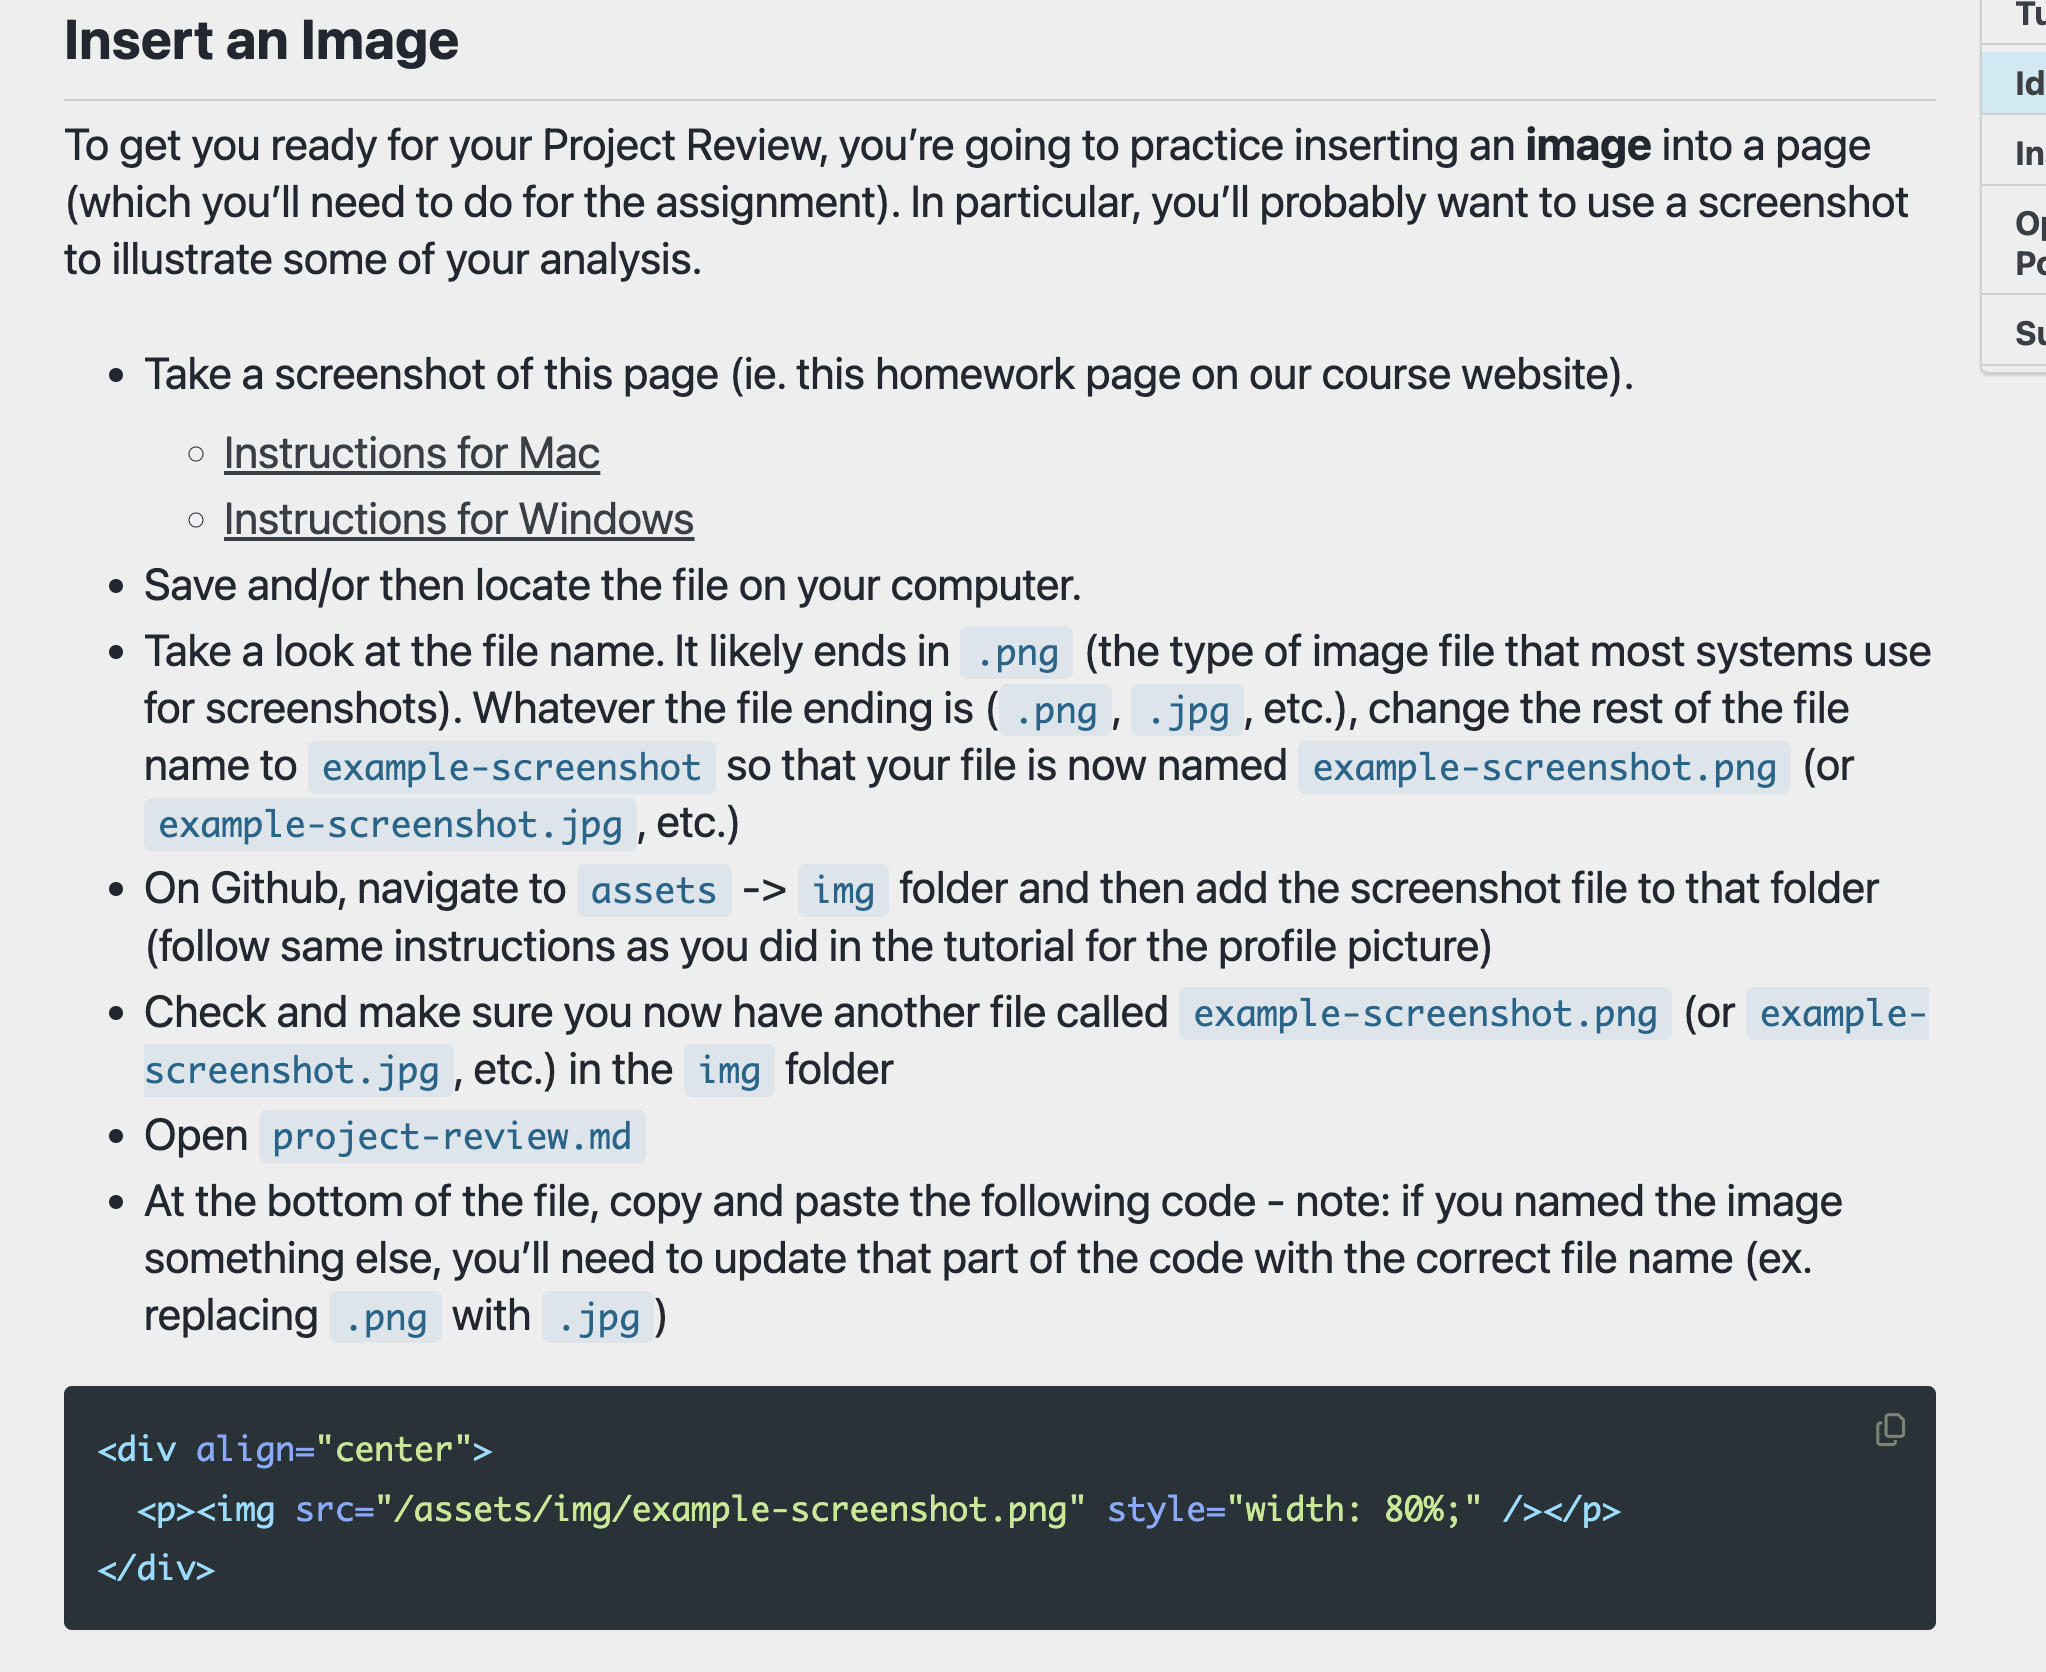 Insert an Image
To get you ready for your Project Review, you’re going to practice inserting an image into a page
(which you’ll need to do for the assignment). In particular, you’ll probably want to use a screenshot
to illustrate some of your analysis.
Take a screenshot of this page (ie. this homework page on our course website).
Instructions for Mac
Instructions for Windows
Save and/or then locate the file on your computer.
Take a look at the file name. It likely ends in .png (the type of image file that most systems use
for screenshots). Whatever the file ending is ( .png , .jpg , etc.), change the rest of the file
name to example-screenshot so that your file is now named example-screenshot.png (or
example-screenshot.jpg , etc.)
On Github, navigate to assets -> img folder and then add the screenshot file to that folder
(follow same instructions as you did in the tutorial for the profile picture)
Check and make sure you now have another file called example-screenshot.png (or example-
screenshot.jpg , etc.) in the img folder
Open project-review.md
At the bottom of the file, copy and paste the following code - note: if you named the image
something else, you’ll need to update that part of the code with the correct file name (ex.
replacing .png with .jpg )
<div align="center">
  <p><img src="/assets/img/example-screenshot.png" style="width: 80%;" /></p>
</div>